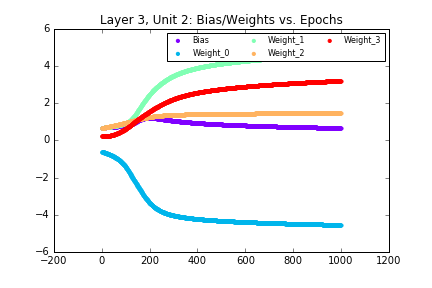 Layer 3, Unit 2: Bias/Weights vs. Epochs
6
Bias Weight_1 Weight_3
Weight_0 Weight_2
4
2
0
−2
−4
−6
−200 0 200 400 600 800 1000 1200